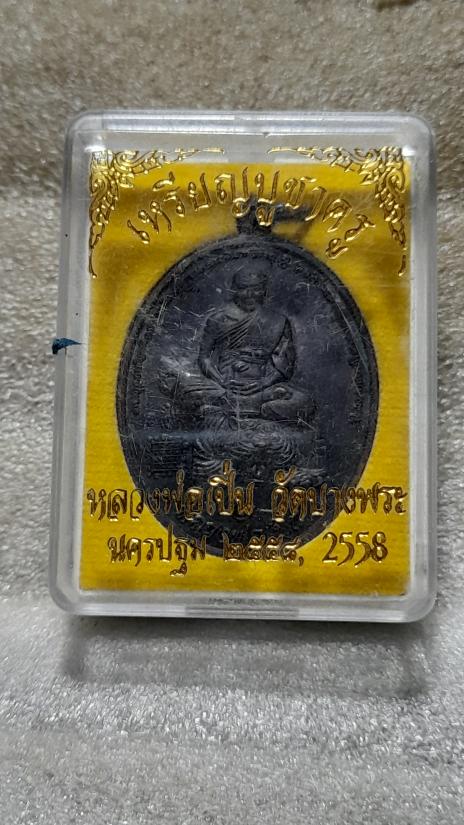 เหรียญบูชาครู
หลวงพ่อเปิ่น วัดบางพระ
นครปฐม ๒๕๕๘, 2558